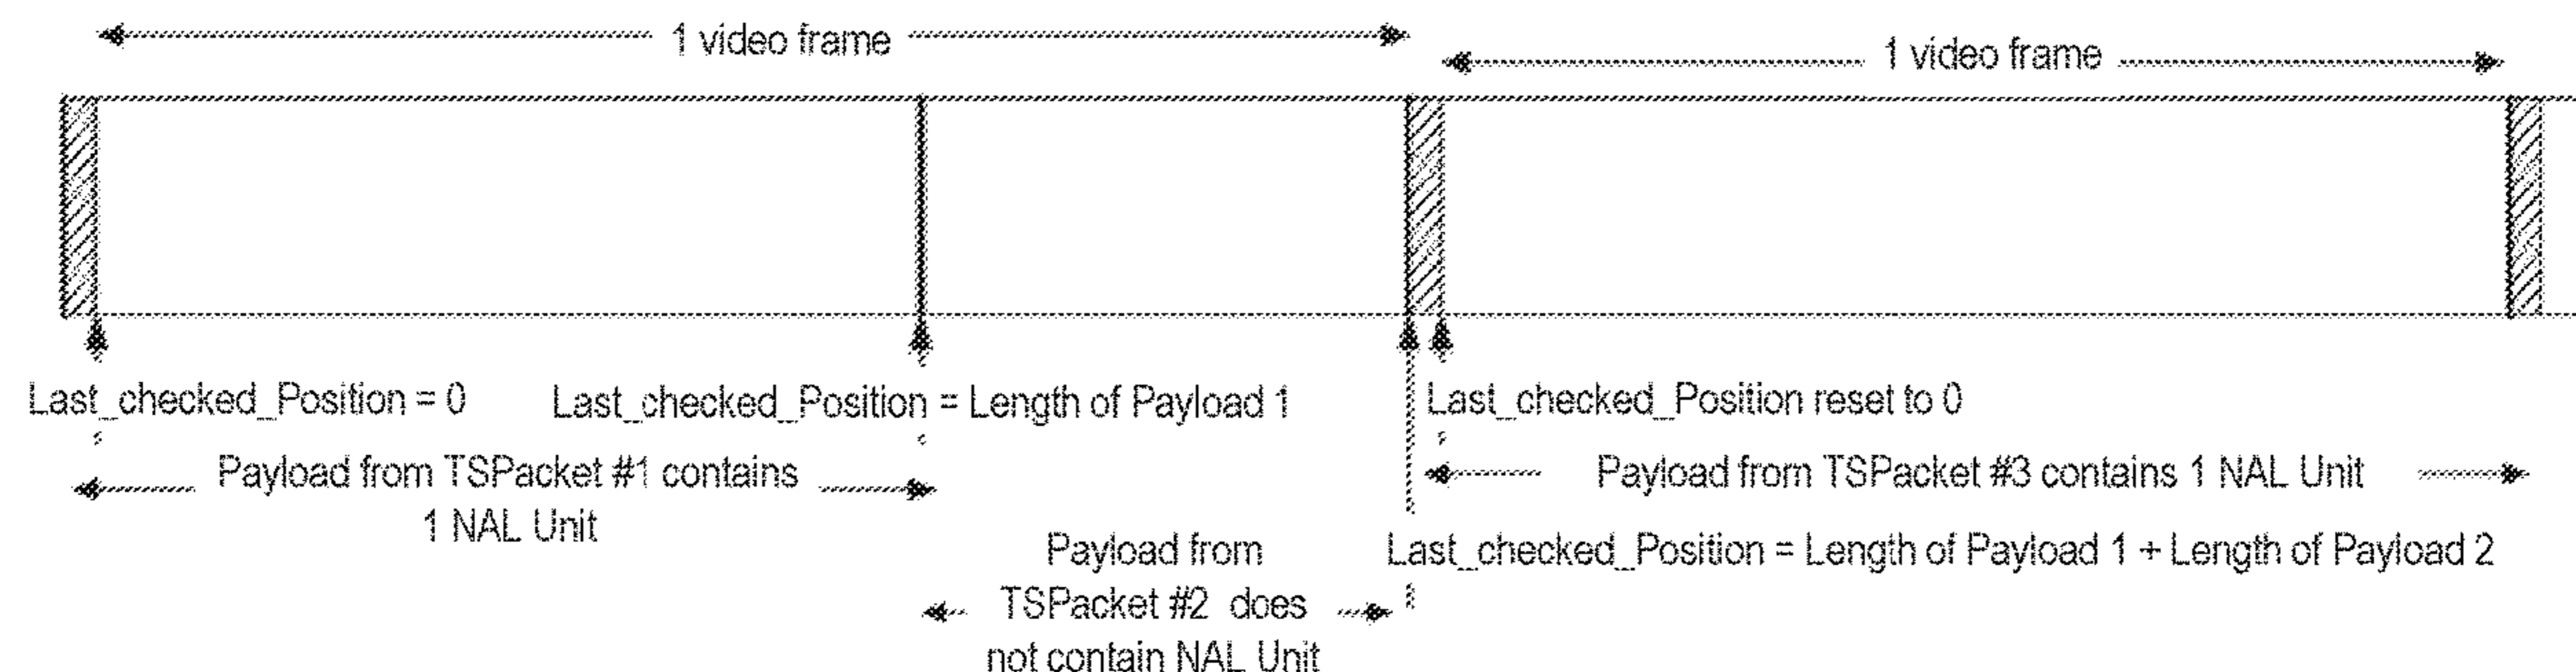 1 video frame
1 video frame
Last_checked_Position = 0
Last_checked_Position = Length of Payload 1
Last_checked_Position reset to 0
Payload from TSPacket #1 contains
1 NAL Unit
Payload from TSPacket #3 contains 1 NAL Unit
Payload from
TSPacket #2 does
not contain NAL Unit
Last_checked_Position = Length of Payload 1 + Length of Payload 2